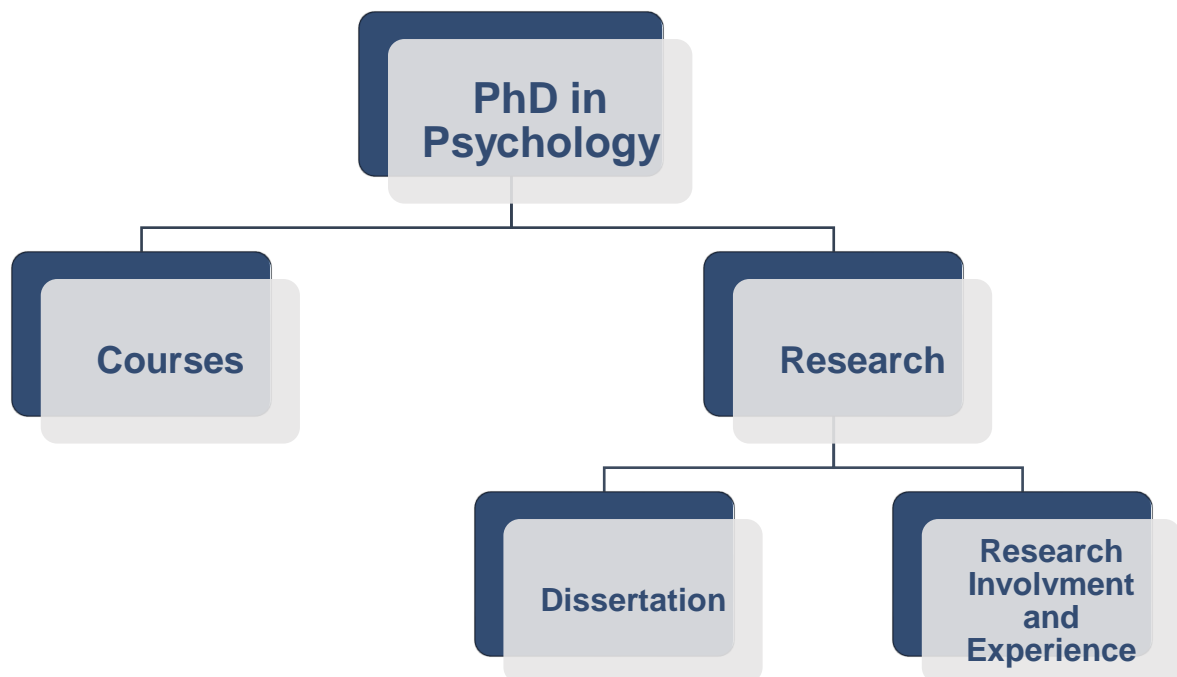 PhD in
Psychology
Courses
Research
Dissertation
Research
Involvment
and
Experience